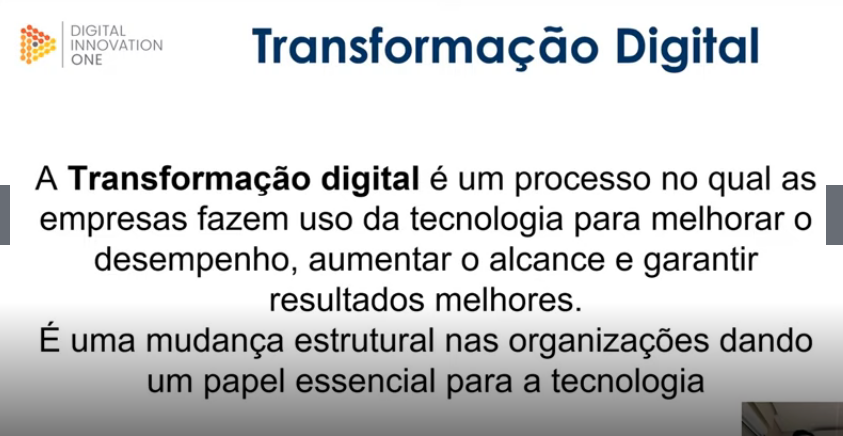 DIGITAL
INNOVATION
ONE
Transformação Digital
A Transformação digital é um processo no qual as
empresas fazem uso da tecnologia para melhorar o
desempenho, aumentar o alcance e garantir
resultados melhores.
É uma mudança estrutural nas organizações dando
um papel essencial para a tecnologia